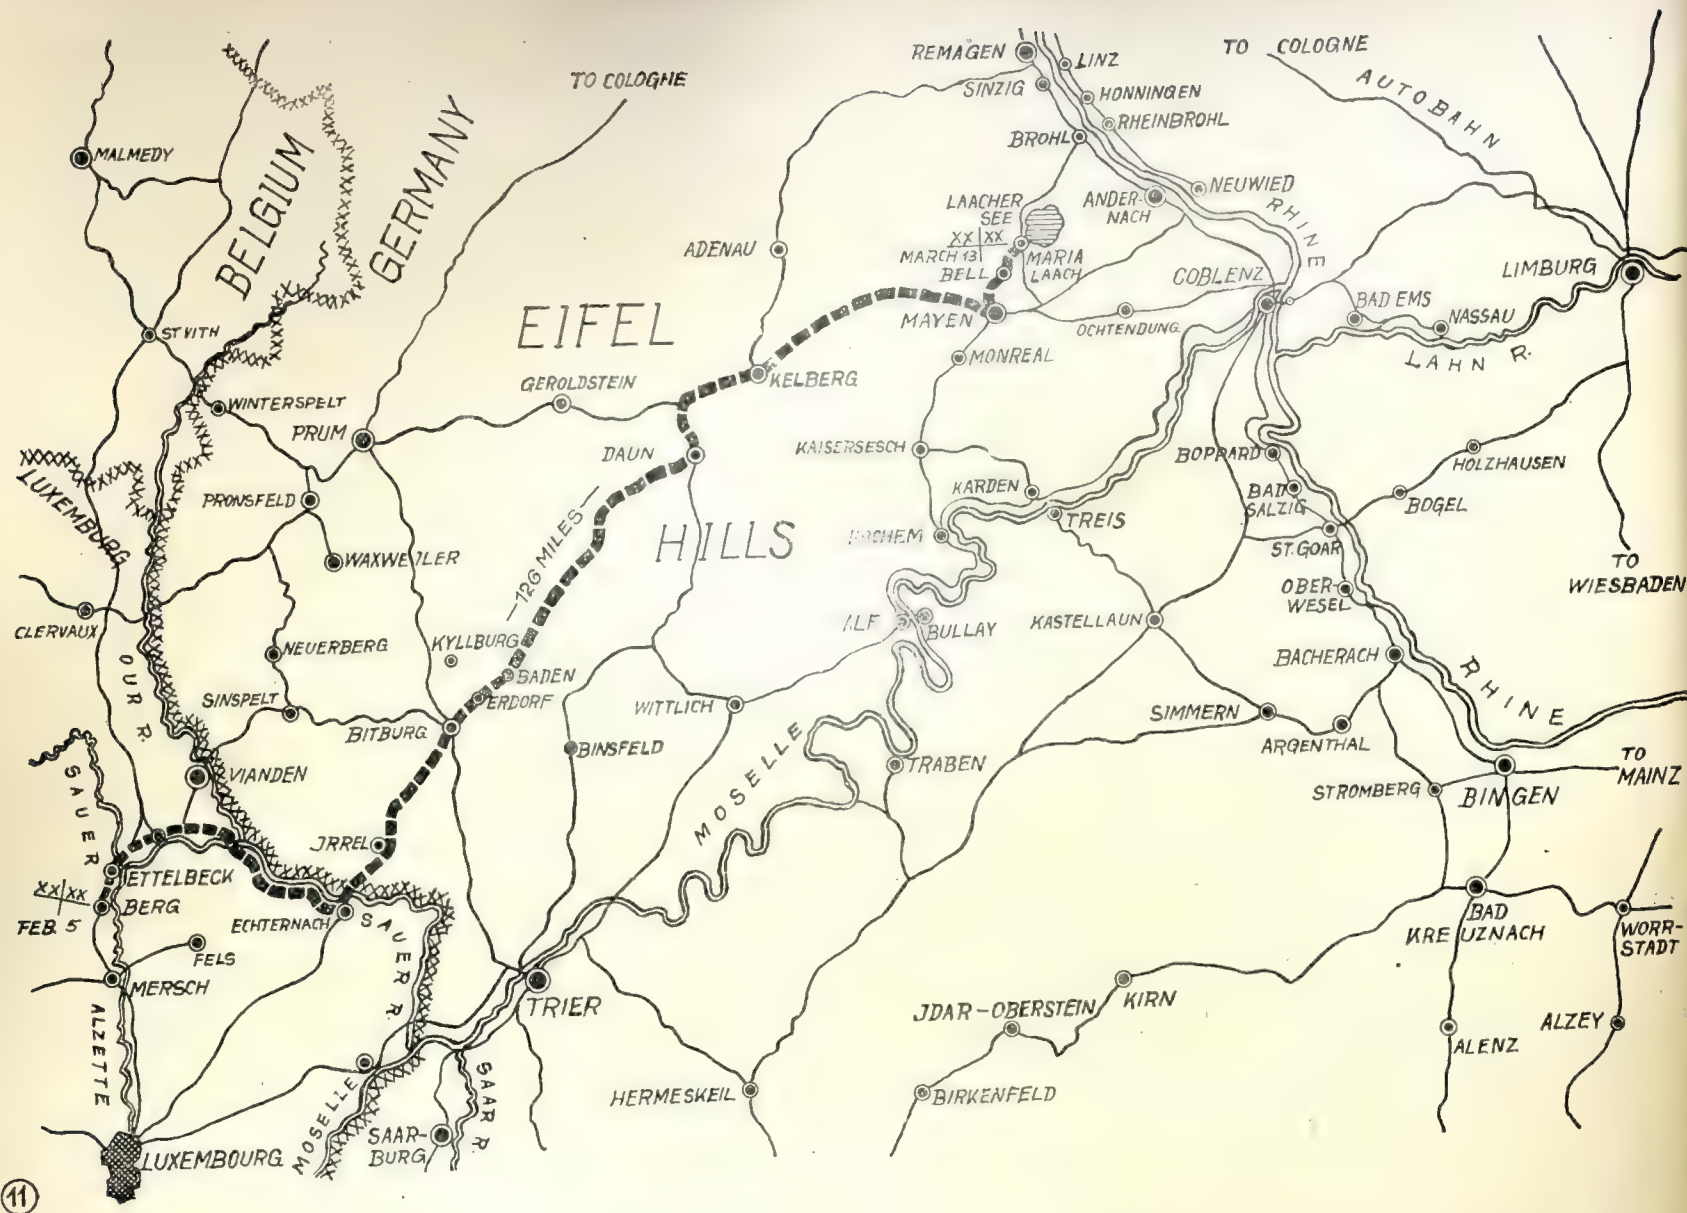 REMAGEN
LINZ
TO COLOGNE
TO COLOGNE
AUTOBAHN
SINZIG
HONNINGEN
RHEINBROHL
BROHL
MALMEDY
BELGIUM
GERMANY
LAACHER
SEE
ANDER-
NACH
NEUWIED
RHINE
XX XX
MARCH 13
MARIA
LAACH
BELL
ADENAU
COBLENZ
LIMBURG
BAD EMS
NASSAU
LAHN R.
MAYEN
OCHTENDUNG
ST VITH
EIFEL
MONREAL
KELBERG
GEROLDSTEIN
WINTERSPELT
PRUM
DAUN
KAISERSESCH
BOPPARD
HOLZHAUSEN
LUXEMBURG
PRONSFELD
KARDEN
TREIS
BAD
SALZIG
BOGEL
-126 MILES-
HILLS
ST. GOAR
WAXWEILER
TO
WIESBADEN
OBER-
WESEL
CLERVAUX
ALF
BULLAY
KASTELLAUN
NEUERBERG
KYLLBURG
BACHERACH
OUR R.
BADEN
ERDORF
RHINE
SINSPELT
BITBURG
WITTLICH
SIMMERN
ARGENTHAL
BINSFELD
MOSELLE
TRABEN
SAUER
VIANDEN
STROMBERG
BINGEN
TO
MAINZ
JRREL
ETTELBECK
XX XX
FEB. 5
BERG
ECHTERNACH
SAUER R.
BAD
KREUZNACH
WORR-
STADT
FELS
MERSCH
TRIER
JDAR-OBERSTEIN
KIRN
ALZETTE
ALENZ
ALZEY
HERMESKEIL
BIRKENFELD
MOSELLE
SAAR R.
SAAR-
BURG
LUXEMBOURG
11